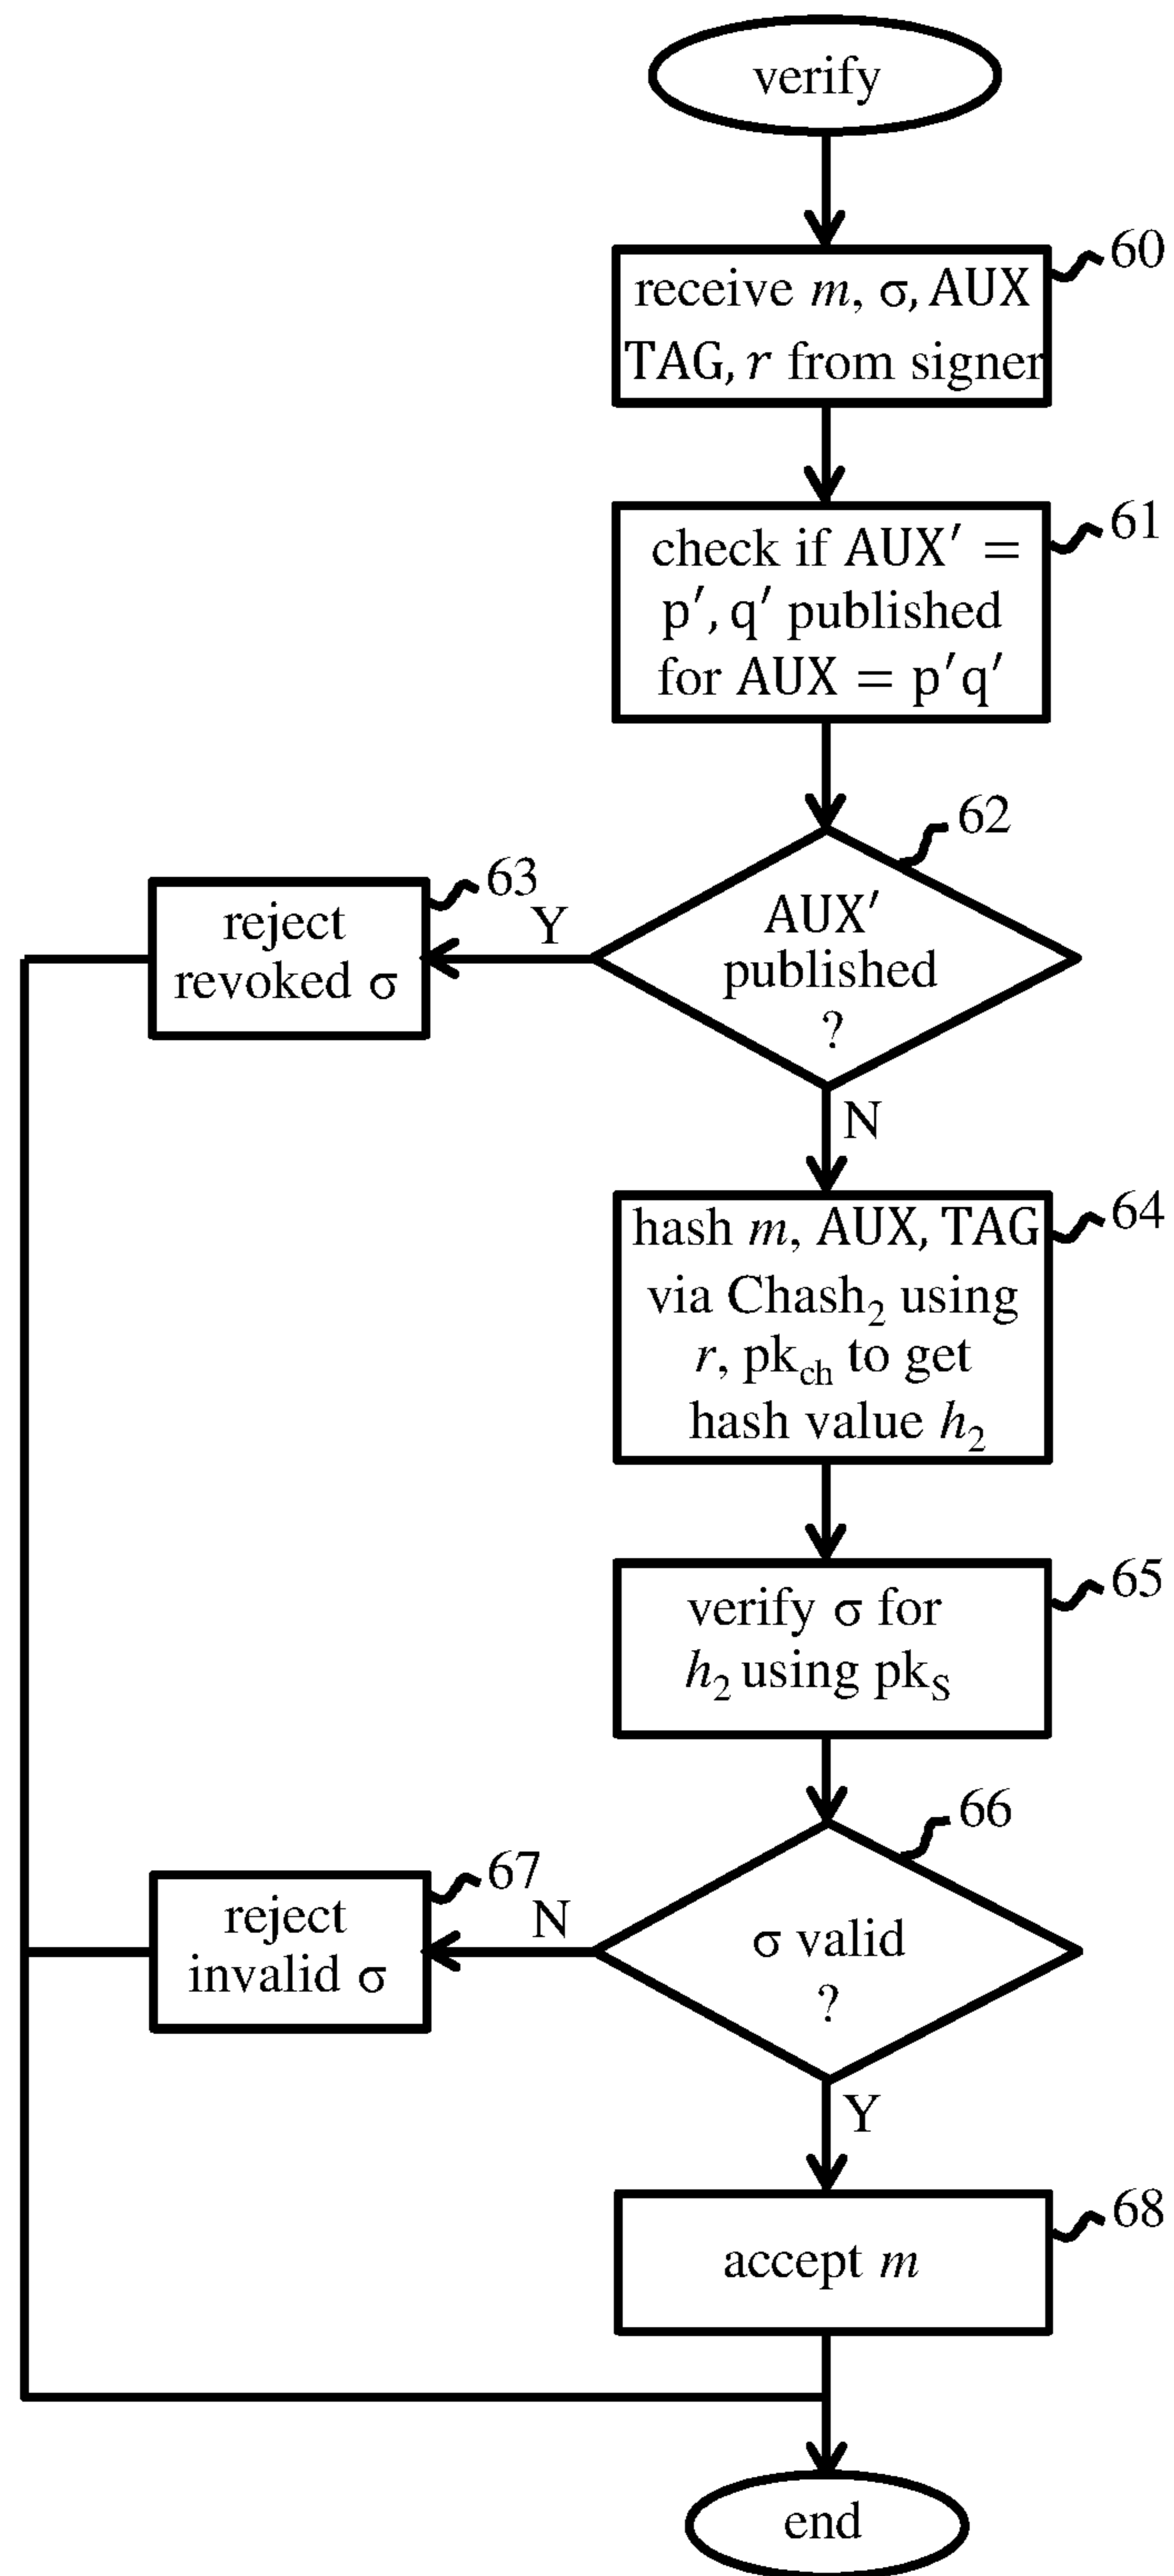 verify
60
receive m, σ, AUX
TAG, r from signer
61
check if AUX′ =
p′, q′ published
for AUX = p′q′
62
AUX′
published
?
63
reject
revoked σ
Y
N
64
hash m, AUX, TAG
via Chash₂ using
r, pk_ch to get
hash value h₂
65
verify σ for
h₂ using pk_S
66
σ valid
?
67
reject
invalid σ
N
Y
68
accept m
end